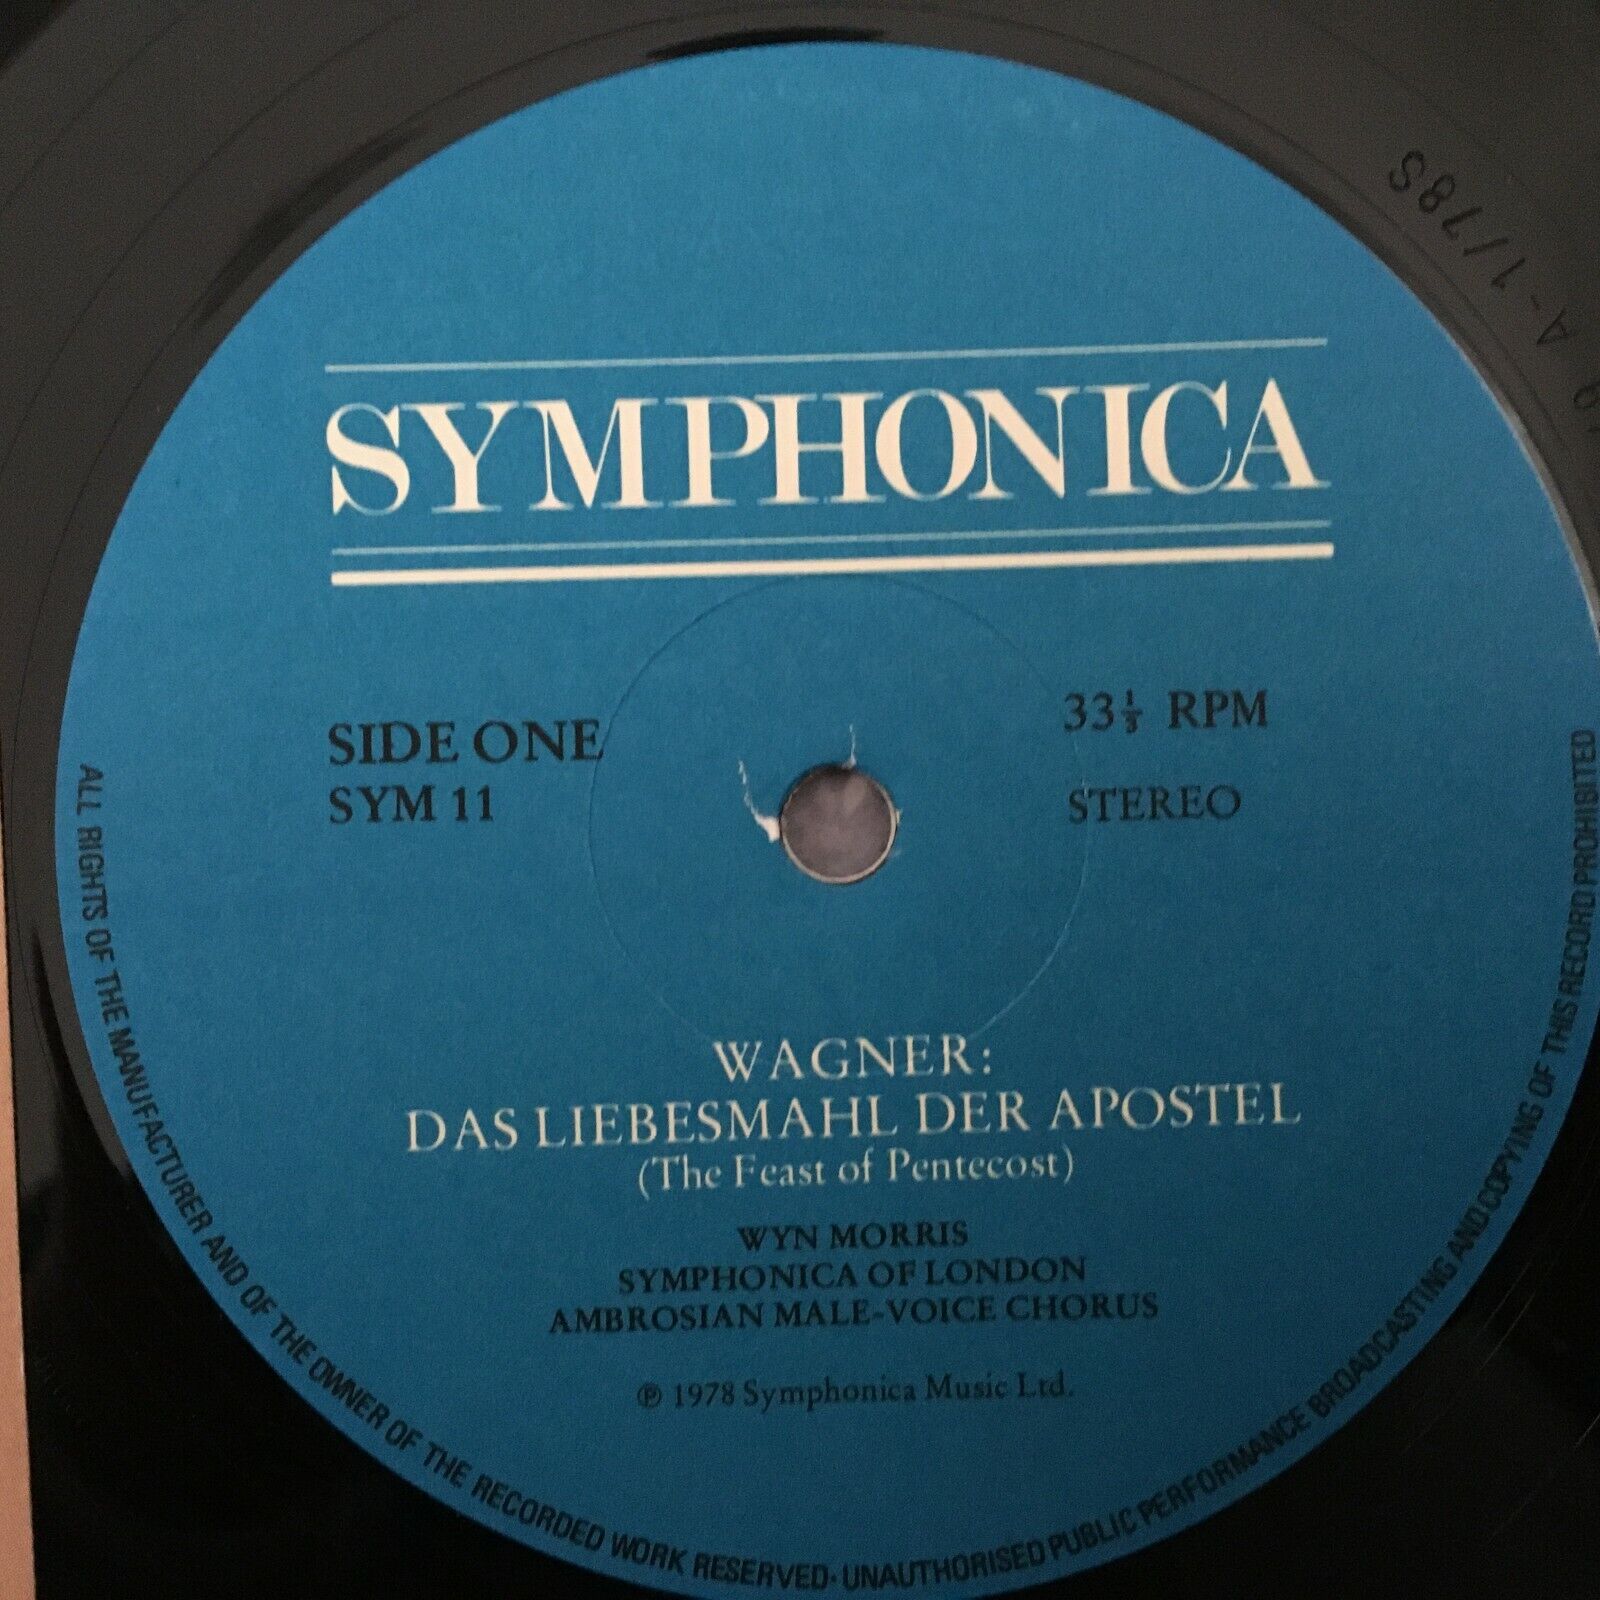 SYMPHONICA
SIDE ONE
SYM 11
33⅓ RPM
STEREO
WAGNER:
DAS LIEBESMAHL DER APOSTEL
(The Feast of Pentecost)
WYN MORRIS
SYMPHONICA OF LONDON
AMBROSIAN MALE-VOICE CHORUS
℗ 1978 Symphonica Music Ltd.
ALL RIGHTS OF THE MANUFACTURER AND OF THE OWNER OF THE RECORDED WORK RESERVED· UNAUTHORISED PUBLIC PERFORMANCE BROADCASTING AND COPYING OF THIS RECORD PROHIBITED
A-1/78S